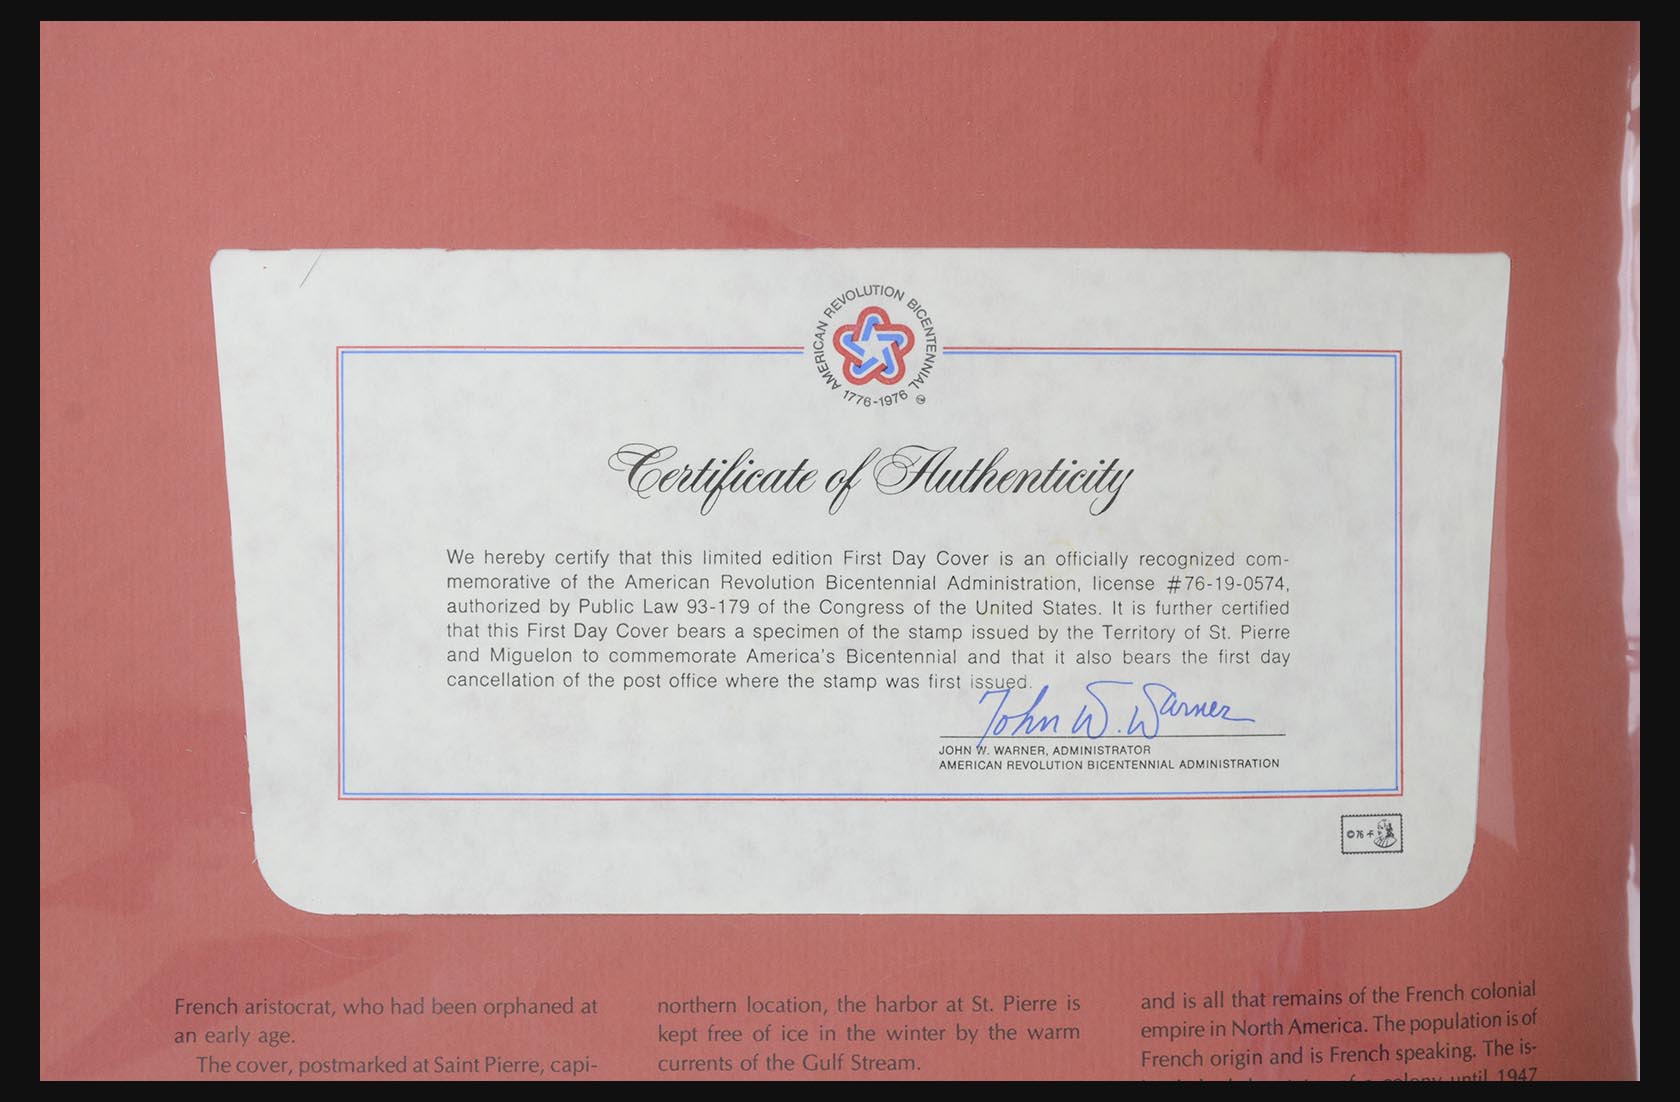 AMERICAN REVOLUTION BICENTENNIAL
1776-1976
Certificate of Authenticity
We hereby certify that this limited edition First Day Cover is an officially recognized com-
memorative of the American Revolution Bicentennial Administration, license #76-19-0574,
authorized by Public Law 93-179 of the Congress of the United States. It is further certified
that this First Day Cover bears a specimen of the stamp issued by the Territory of St. Pierre
and Miguelon to commemorate America's Bicentennial and that it also bears the first day
cancellation of the post office where the stamp was first issued.
John W. Warner
JOHN W. WARNER, ADMINISTRATOR
AMERICAN REVOLUTION BICENTENNIAL ADMINISTRATION
©76
French aristocrat, who had been orphaned at
an early age.
The cover, postmarked at Saint Pierre, capi-
northern location, the harbor at St. Pierre is
kept free of ice in the winter by the warm
currents of the Gulf Stream.
and is all that remains of the French colonial
empire in North America. The population is of
French origin and is French speaking. The is-
of a colony until 1947